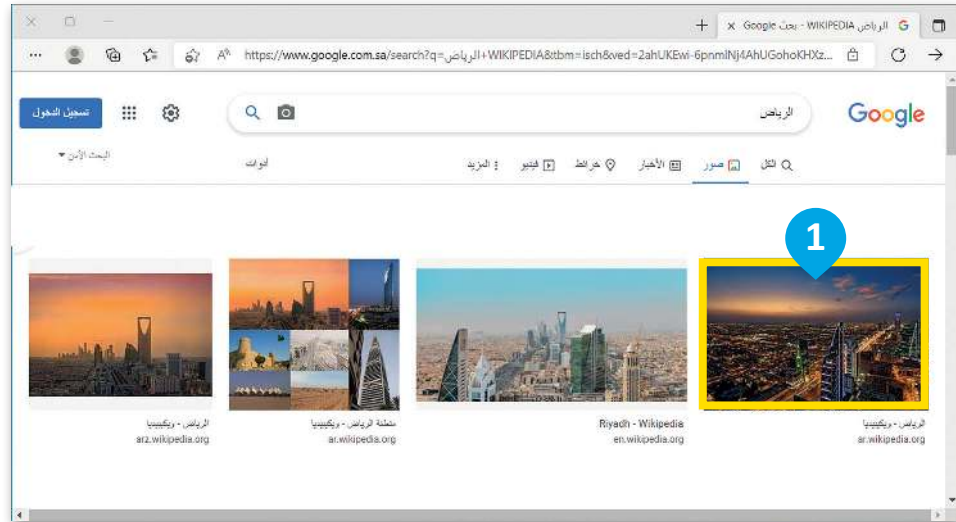 الرياض WIKIPEDIA - بحث Google
https://www.google.com.sa/search?q=الرياض+WIKIPEDIA&tbm=isch&ved=2ahUKEwi-6pnmlNj4AhUGohoKHXz...
Google
الرياض
تسجيل الدخول
الكل
صور
الأخبار
خرائط
فيديو
المزيد
أدوات
البحث الآمن
1
الرياض - ويكيبيديا
ar.wikipedia.org
Riyadh - Wikipedia
en.wikipedia.org
منطقة الرياض - ويكيبيديا
ar.wikipedia.org
الرياض - ويكيبيديا
arz.wikipedia.org